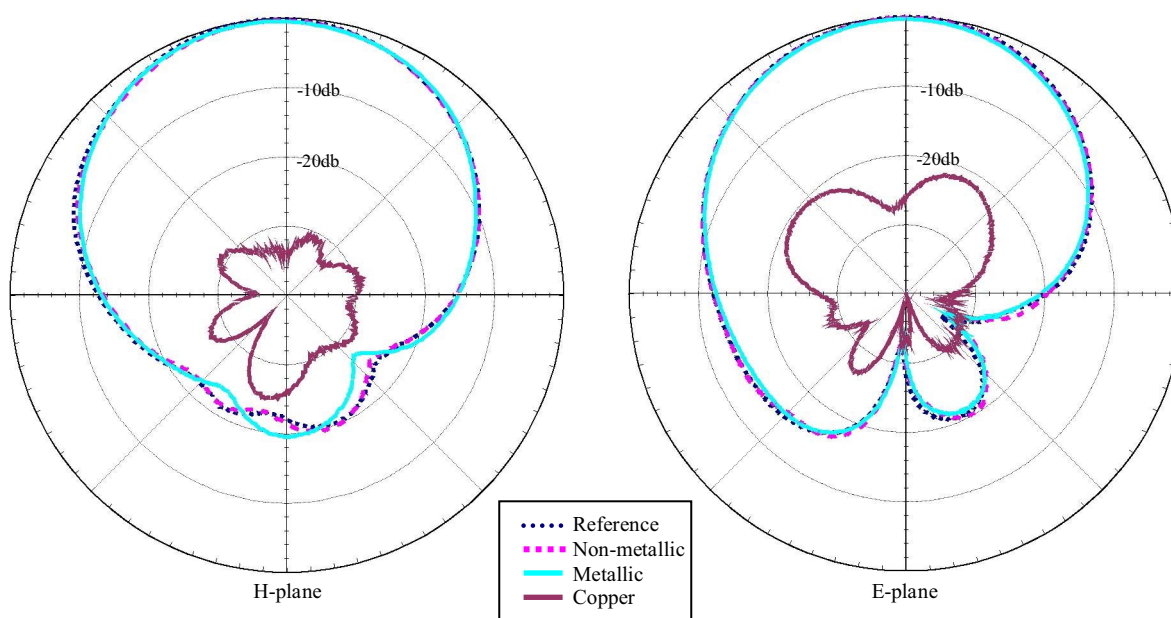 -10db
-20db
-10db
-20db
Reference
Non-metallic
Metallic
Copper
H-plane
E-plane